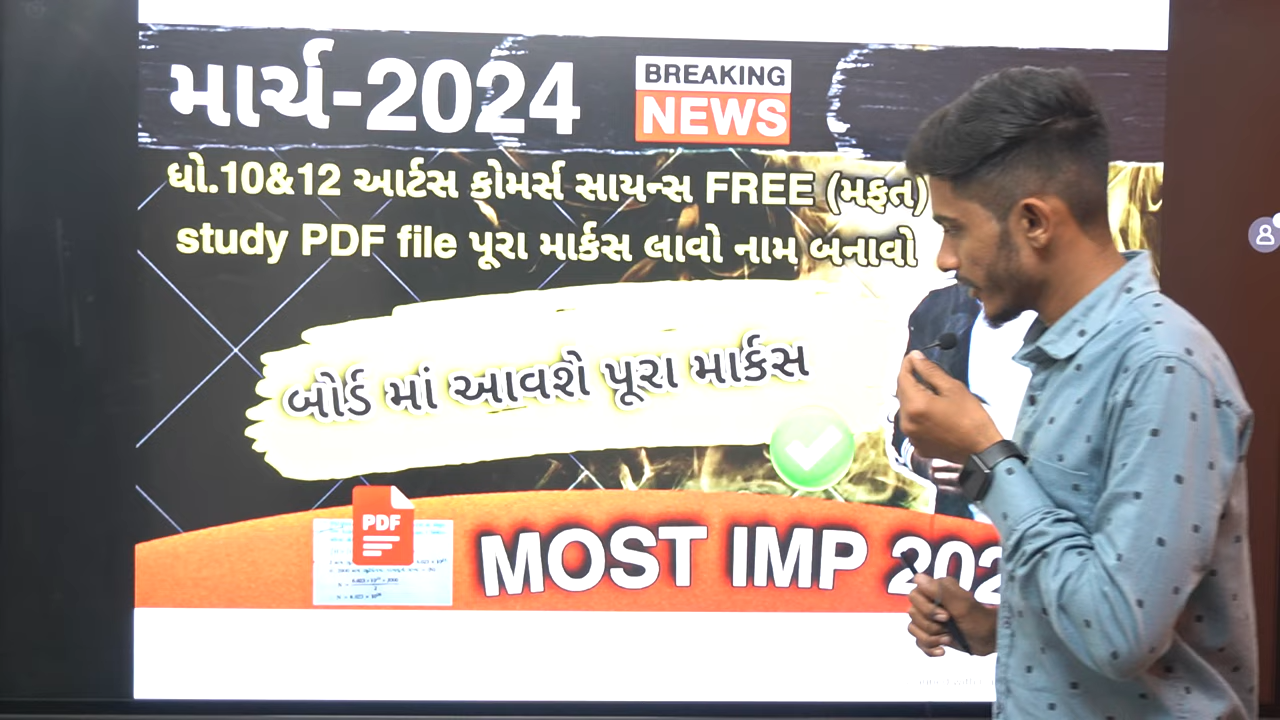 માર્ચ-2024
BREAKING
NEWS
ધો.10&12 આર્ટસ કોમર્સ સાયન્સ FREE (મફત)
study PDF file પૂરા માર્કસ લાવો નામ બનાવો
બોર્ડ માં આવશે પૂરા માર્કસ
PDF
MOST IMP 202